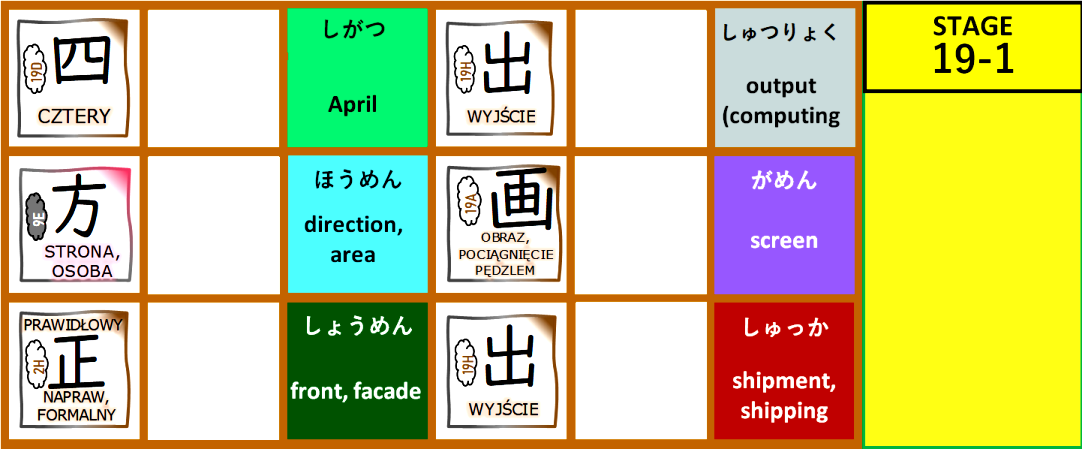 四
19D
CZTERY
しがつ
April
出
19H
WYJŚCIE
しゅつりょく
output
(computing
STAGE
19-1
方
9E
STRONA,
OSOBA
ほうめん
direction,
area
画
19A
OBRAZ,
POCIĄGNIĘCIE
PĘDZLEM
がめん
screen
PRAWIDŁOWY
正
2H
NAPRAW,
FORMALNY
しょうめん
front, facade
出
19H
WYJŚCIE
しゅっか
shipment,
shipping